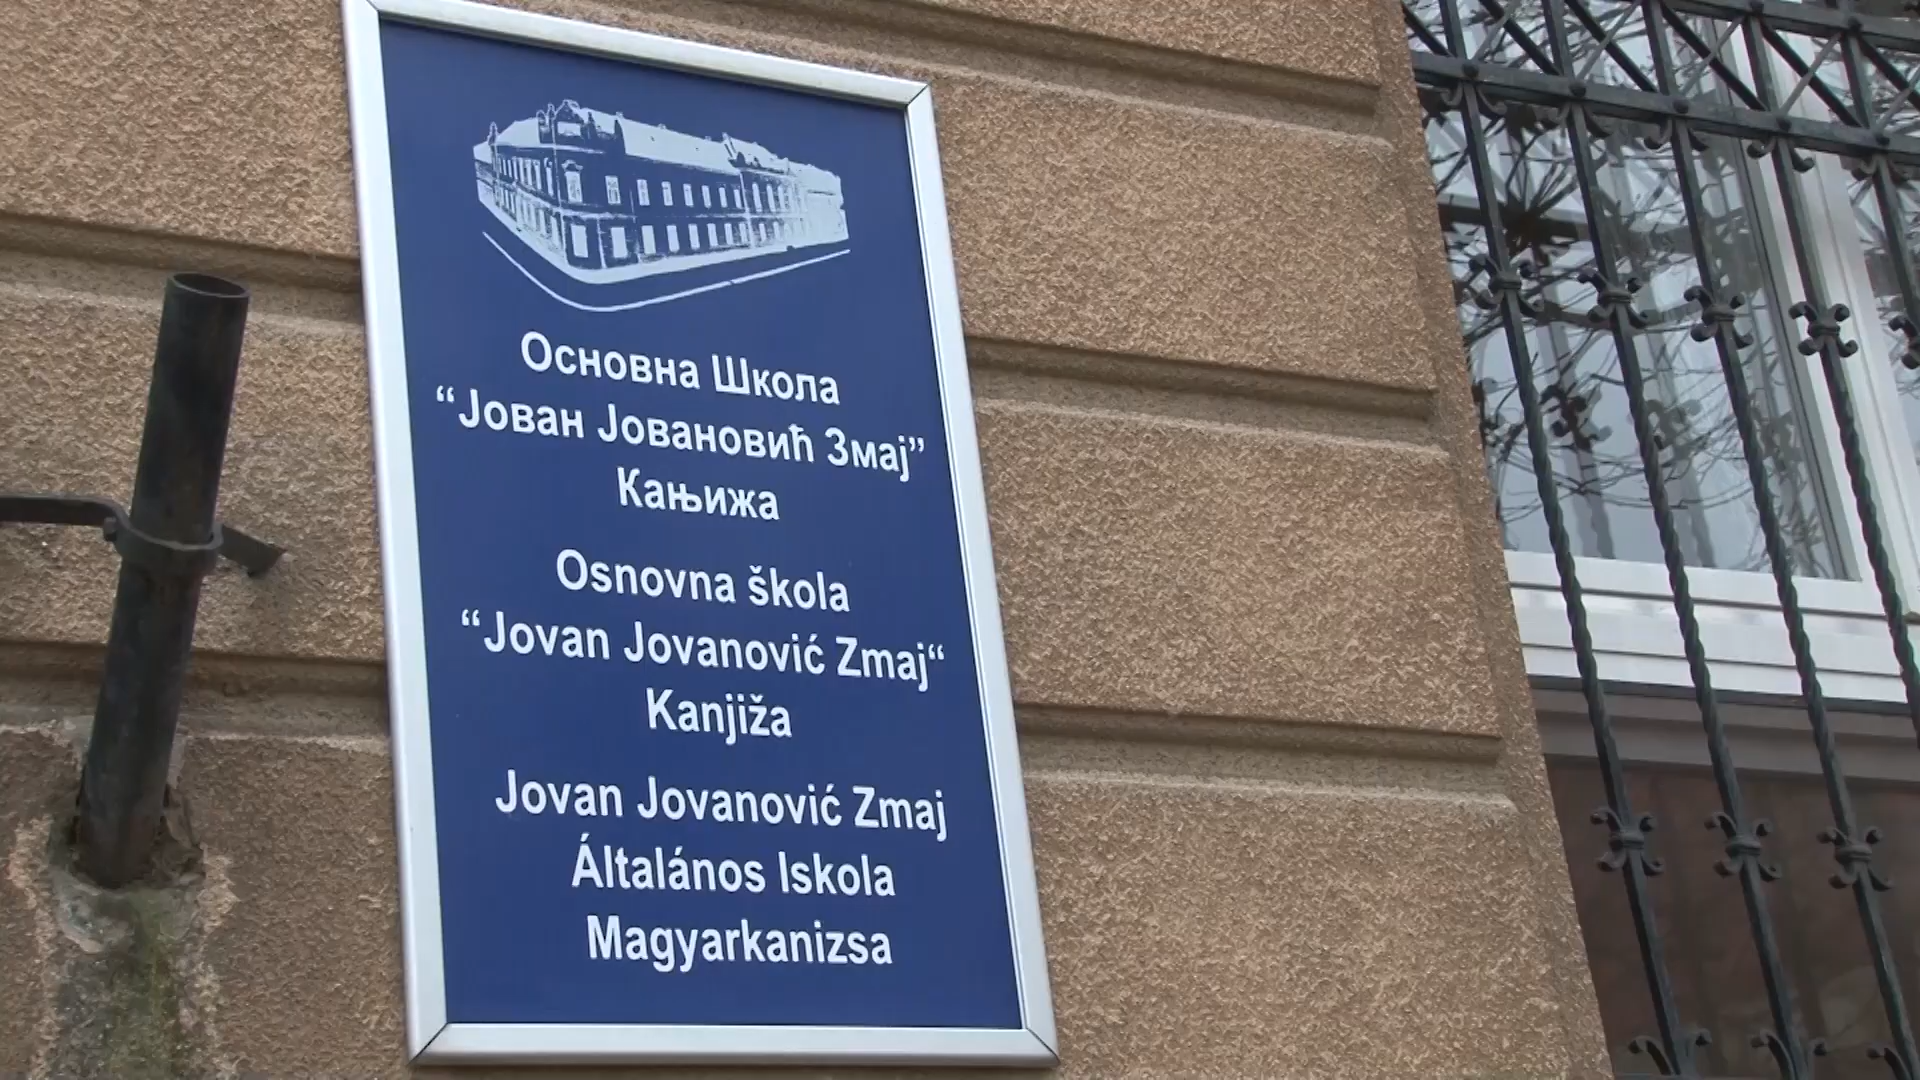 Основна Школа
“Јован Јовановић Змај”
Кањижа
Osnovna škola
“Jovan Jovanović Zmaj“
Kanjiža
Jovan Jovanović Zmaj
Általános Iskola
Magyarkanizsa